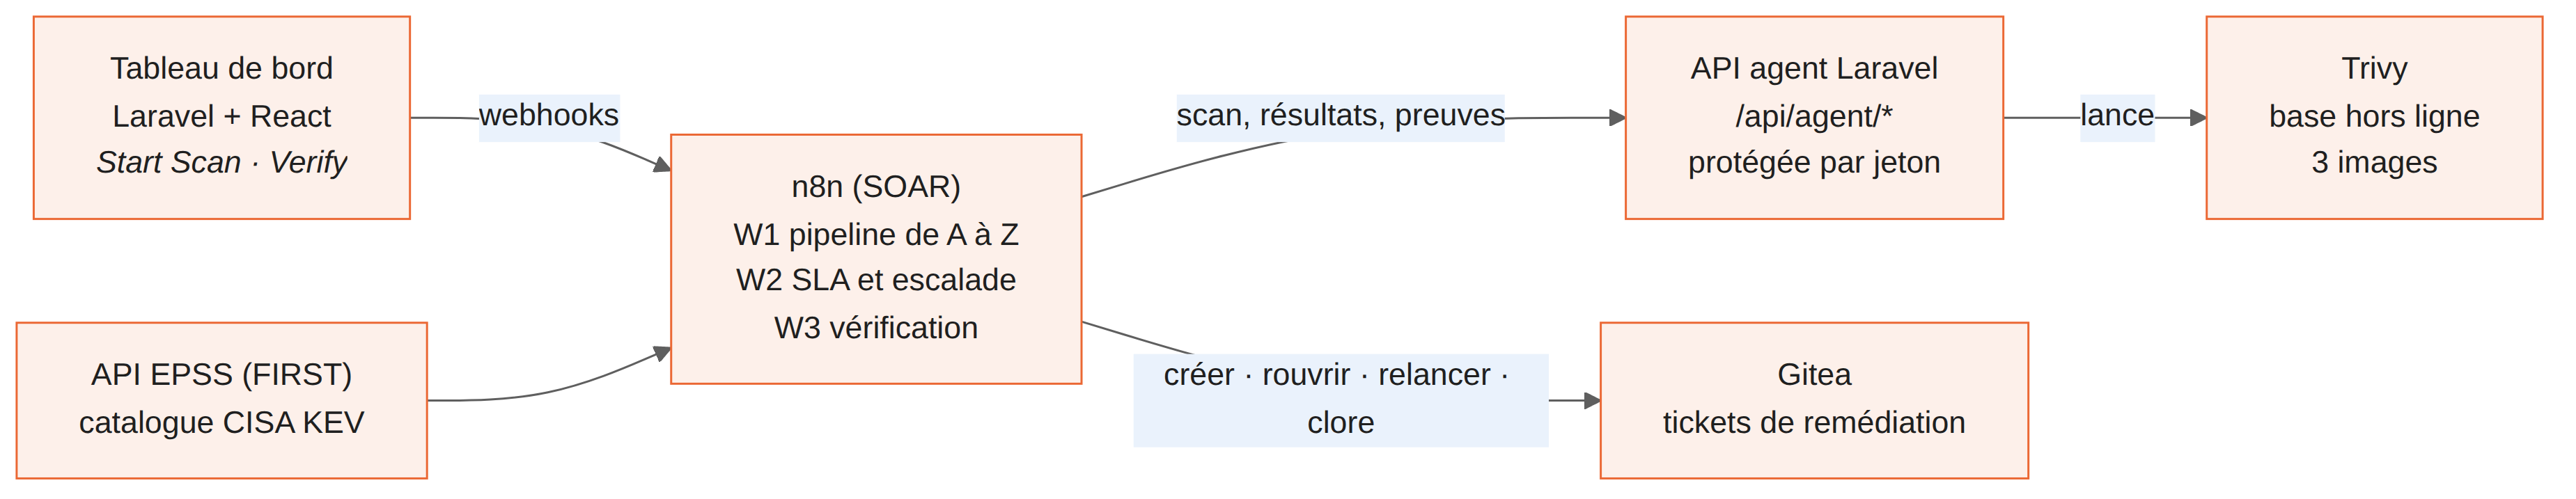 Tableau de bord
Laravel + React
Start Scan · Verify
webhooks
API EPSS (FIRST)
catalogue CISA KEV
n8n (SOAR)
W1 pipeline de A à Z
W2 SLA et escalade
W3 vérification
scan, résultats, preuves
créer · rouvrir · relancer ·
clore
API agent Laravel
/api/agent/*
protégée par jeton
lance
Trivy
base hors ligne
3 images
Gitea
tickets de remédiation